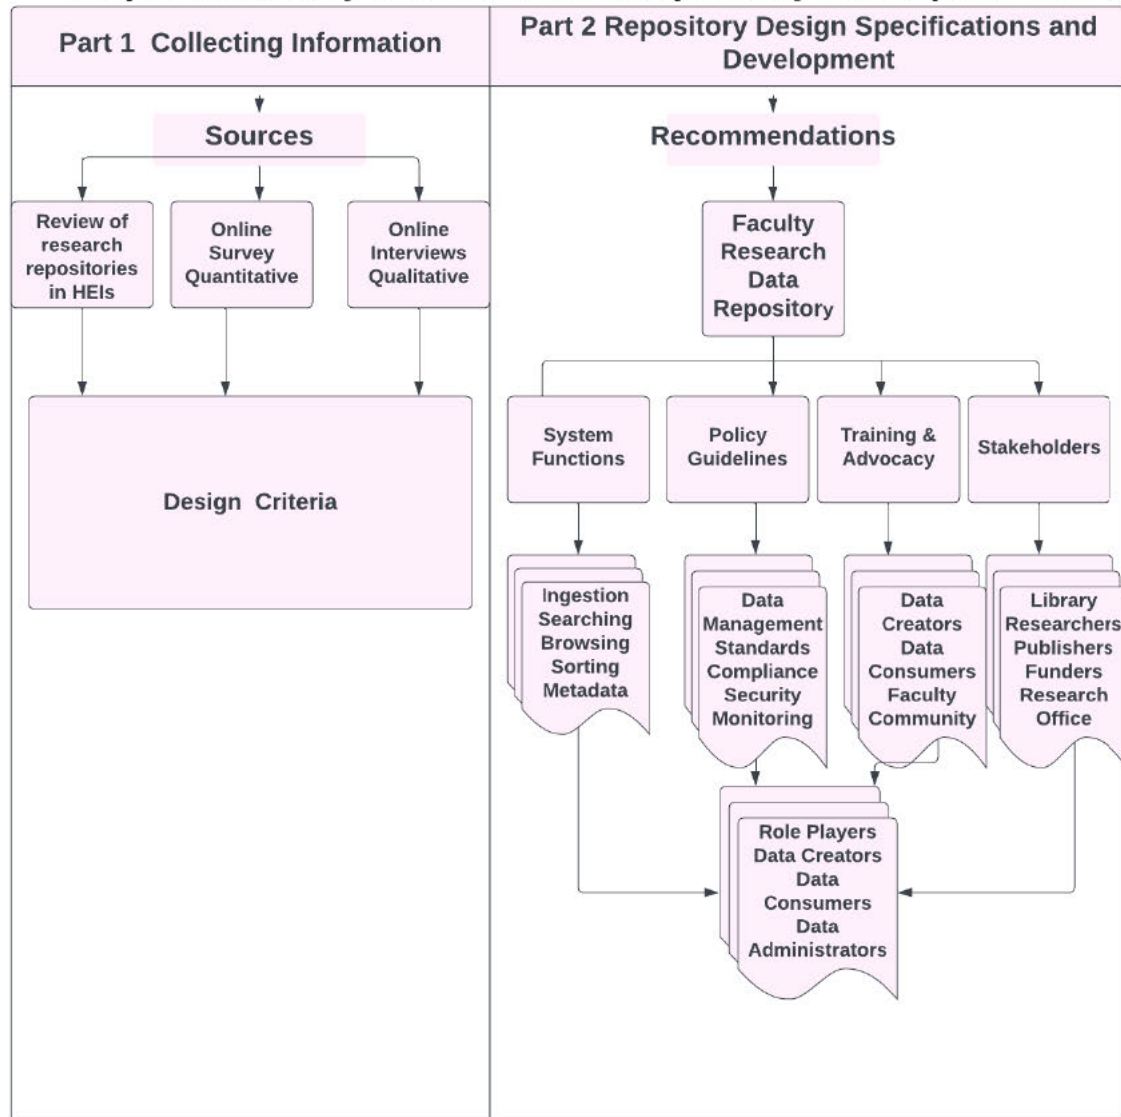 Part 1 Collecting Information
Part 2 Repository Design Specifications and
Development
Sources
Review of
research
repositories
in HEIs
Online
Survey
Quantitative
Online
Interviews
Qualitative
Design Criteria
Recommendations
Faculty
Research
Data
Repository
System
Functions
Policy
Guidelines
Training &
Advocacy
Stakeholders
Ingestion
Searching
Browsing
Sorting
Metadata
Data
Management
Standards
Compliance
Security
Monitoring
Data
Creators
Data
Consumers
Faculty
Community
Library
Researchers
Publishers
Funders
Research
Office
Role Players
Data Creators
Data
Consumers
Data
Administrators